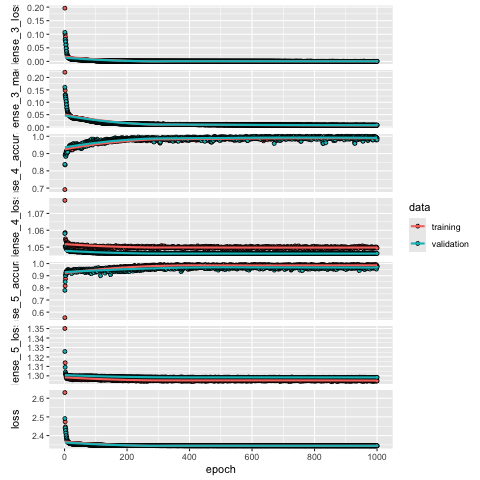 0.20
0.15
0.10
0.05
0.00
0.20
0.15
0.10
0.05
0.00
1.0
0.9
0.8
0.7
1.07
1.06
1.05
1.0
0.9
0.8
0.7
0.6
1.35
1.34
1.33
1.32
1.31
1.30
2.6
2.5
2.4
ense_3_los
ense_3_ma
se_4_accur
ense_4_los
se_5_accur
ense_5_los
loss
0 200 400 600 800 1000
epoch
data
training
validation